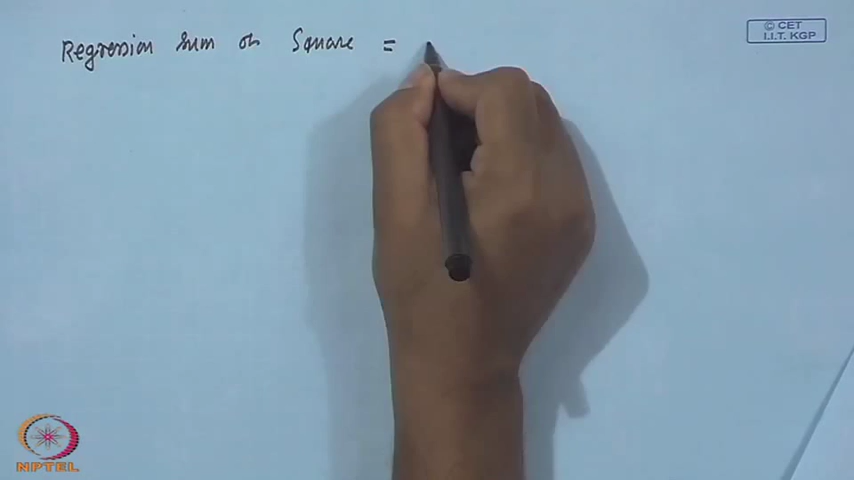 Regression sum on Square =
© CET
I.I.T. KGP
NPTEL